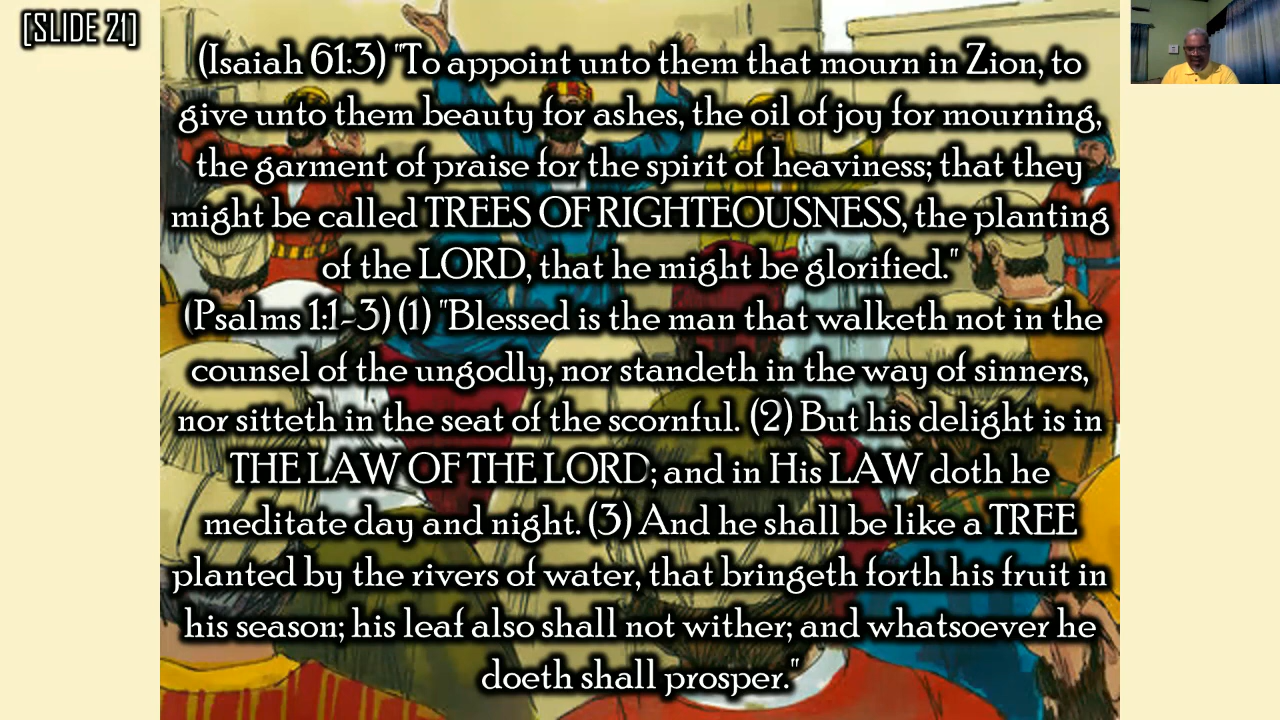 [SLIDE 21]
(Isaiah 61:3) "To appoint unto them that mourn in Zion, to
give unto them beauty for ashes, the oil of joy for mourning,
the garment of praise for the spirit of heaviness; that they
might be called TREES OF RIGHTEOUSNESS, the planting
of the LORD, that he might be glorified."
(Psalms 1:1-3) (1) "Blessed is the man that walketh not in the
counsel of the ungodly, nor standeth in the way of sinners,
nor sitteth in the seat of the scornful. (2) But his delight is in
THE LAW OF THE LORD; and in His LAW doth he
meditate day and night. (3) And he shall be like a TREE
planted by the rivers of water, that bringeth forth his fruit in
his season; his leaf also shall not wither; and whatsoever he
doeth shall prosper."